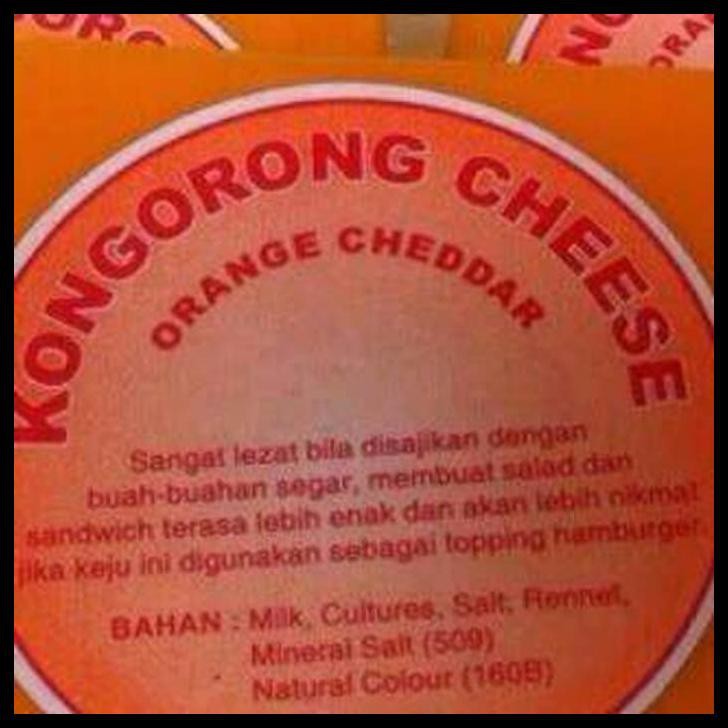 KONGORONG CHEESE
ORANGE CHEDDAR
Sangat lezat bila disajikan dengan
buah-buahan segar, membuat salad dan
sandwich terasa lebih enak dan akan lebih nikmat
jika keju ini digunakan sebagai topping hamburger.
BAHAN : Milk, Cultures, Salt, Rennet,
Mineral Salt (509)
Natural Colour (160B)